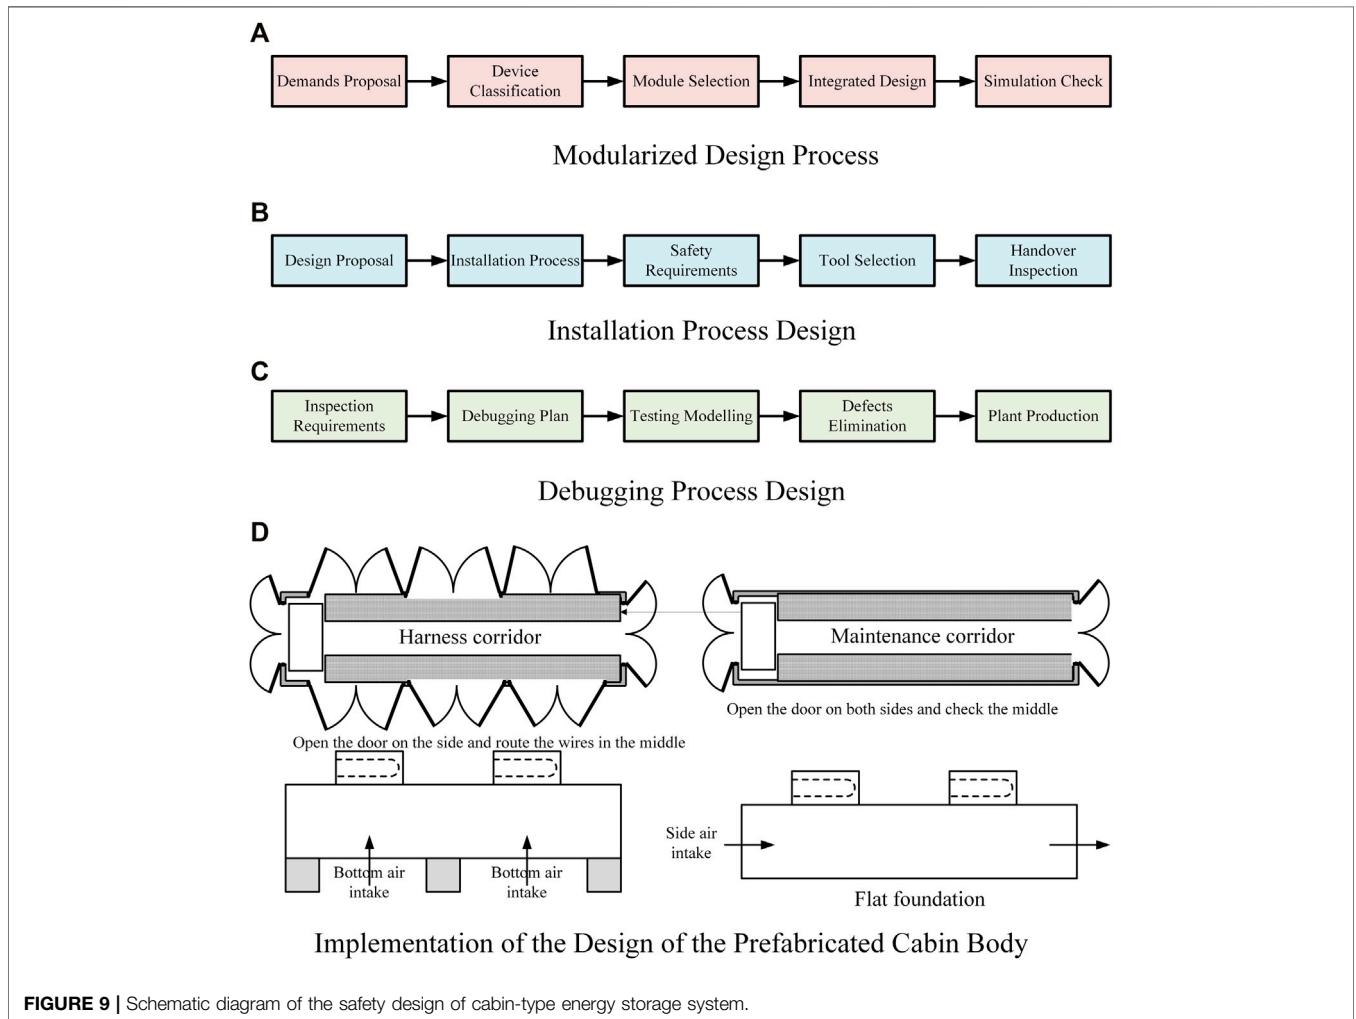 A
Demands Proposal
Device
Classification
Module Selection
Integrated Design
Simulation Check
Modularized Design Process
B
Design Proposal
Installation Process
Safety
Requirements
Tool Selection
Handover
Inspection
Installation Process Design
C
Inspection
Requirements
Debugging Plan
Testing Modelling
Defects
Elimination
Plant Production
Debugging Process Design
D
Harness corridor
Open the door on the side and route the wires in the middle
Maintenance corridor
Open the door on both sides and check the middle
Bottom air
intake
Bottom air
intake
Side air
intake
Flat foundation
Implementation of the Design of the Prefabricated Cabin Body
FIGURE 9 | Schematic diagram of the safety design of cabin-type energy storage system.